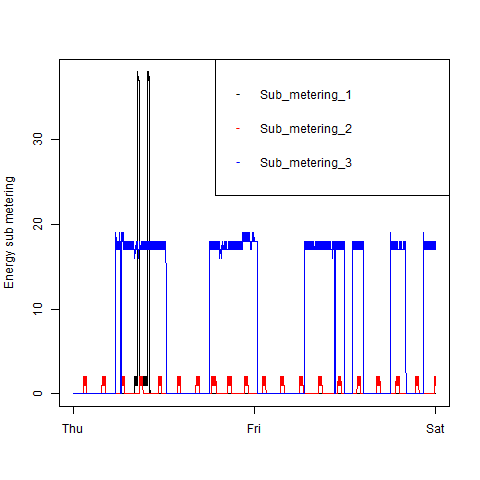 Sub_metering_1
Sub_metering_2
Sub_metering_3
Energy sub metering
30
20
10
0
Thu Fri Sat